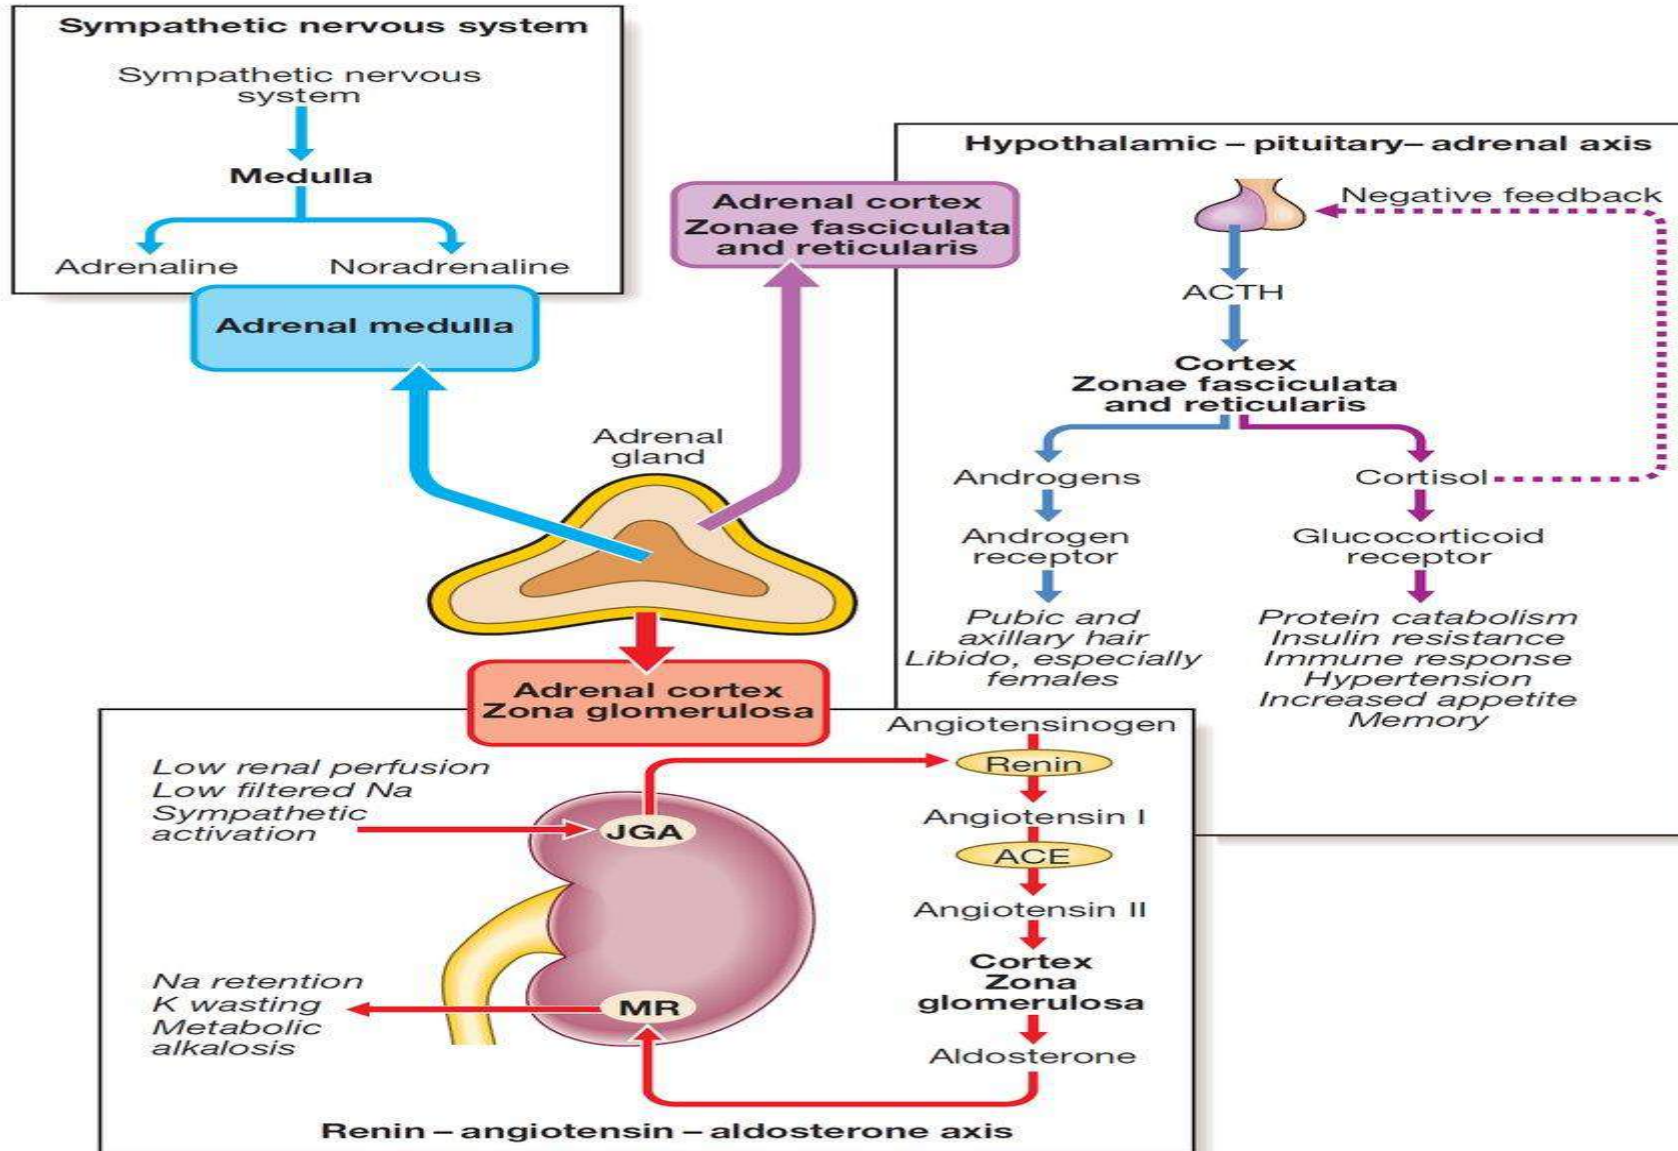 Sympathetic nervous system
Sympathetic nervous
system
Medulla
Adrenaline
Noradrenaline
Adrenal medulla
Adrenal cortex
Zonae fasciculata
and reticularis
Hypothalamic – pituitary– adrenal axis
Negative feedback
ACTH
Cortex
Zonae fasciculata
and reticularis
Androgens
Cortisol
Androgen
receptor
Glucocorticoid
receptor
Pubic and
axillary hair
Libido, especially
females
Protein catabolism
Insulin resistance
Immune response
Hypertension
Increased appetite
Memory
Adrenal
gland
Adrenal cortex
Zona glomerulosa
Low renal perfusion
Low filtered Na
Sympathetic
activation
JGA
Angiotensinogen
Renin
Angiotensin I
ACE
Angiotensin II
Cortex
Zona
glomerulosa
Aldosterone
MR
Na retention
K wasting
Metabolic
alkalosis
Renin – angiotensin – aldosterone axis